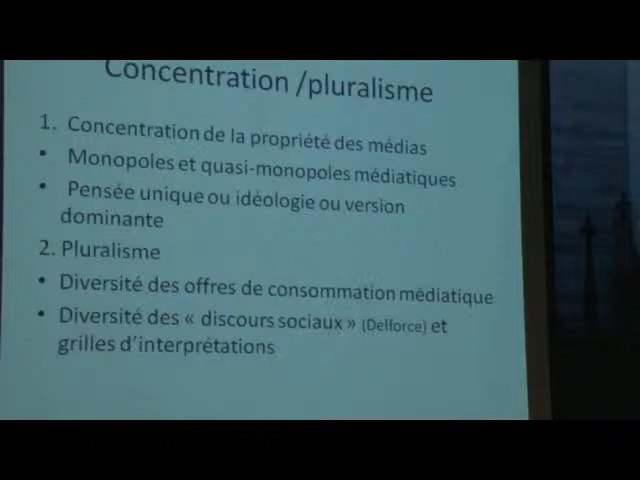 Concentration /pluralisme
1. Concentration de la propriété des médias
• Monopoles et quasi-monopoles médiatiques
• Pensée unique ou idéologie ou version
dominante
2. Pluralisme
• Diversité des offres de consommation médiatique
• Diversité des « discours sociaux » (Delforce) et
grilles d’interprétations